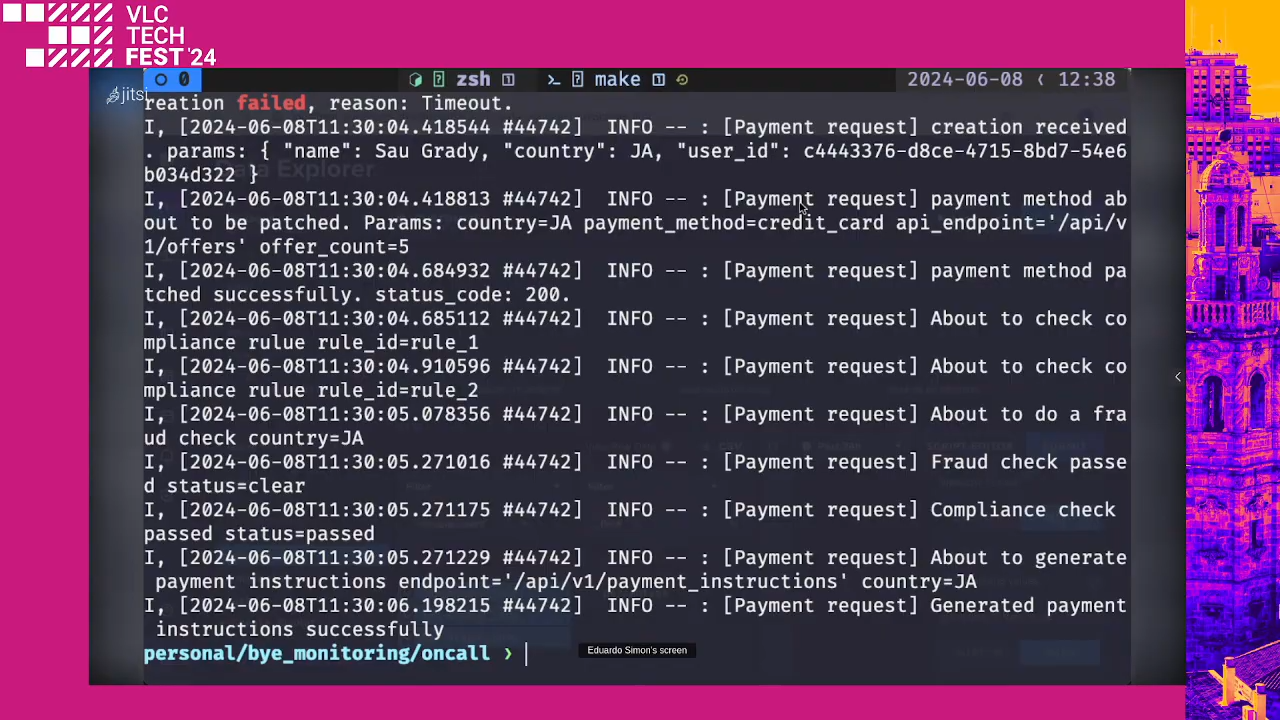 VLC
TECH
FEST '24
jitsi
0
zsh 1
make 1
2024-06-08 ‹ 12:38
reation failed, reason: Timeout.
I, [2024-06-08T11:30:04.418544 #44742]  INFO -- : [Payment request] creation received
. params: { "name": Sau Grady, "country": JA, "user_id": c4443376-d8ce-4715-8bd7-54e6
b034d322 }
I, [2024-06-08T11:30:04.418813 #44742]  INFO -- : [Payment request] payment method ab
out to be patched. Params: country=JA payment_method=credit_card api_endpoint='/api/v
1/offers' offer_count=5
I, [2024-06-08T11:30:04.684932 #44742]  INFO -- : [Payment request] payment method pa
tched successfully. status_code: 200.
I, [2024-06-08T11:30:04.685112 #44742]  INFO -- : [Payment request] About to check co
mpliance rulue rule_id=rule_1
I, [2024-06-08T11:30:04.910596 #44742]  INFO -- : [Payment request] About to check co
mpliance rulue rule_id=rule_2
I, [2024-06-08T11:30:05.078356 #44742]  INFO -- : [Payment request] About to do a fra
ud check country=JA
I, [2024-06-08T11:30:05.271016 #44742]  INFO -- : [Payment request] Fraud check passe
d status=clear
I, [2024-06-08T11:30:05.271175 #44742]  INFO -- : [Payment request] Compliance check
passed status=passed
I, [2024-06-08T11:30:05.271229 #44742]  INFO -- : [Payment request] About to generate
payment instructions endpoint='/api/v1/payment_instructions' country=JA
I, [2024-06-08T11:30:06.198215 #44742]  INFO -- : [Payment request] Generated payment
instructions successfully
personal/bye_monitoring/oncall ›
Eduardo Simon's screen